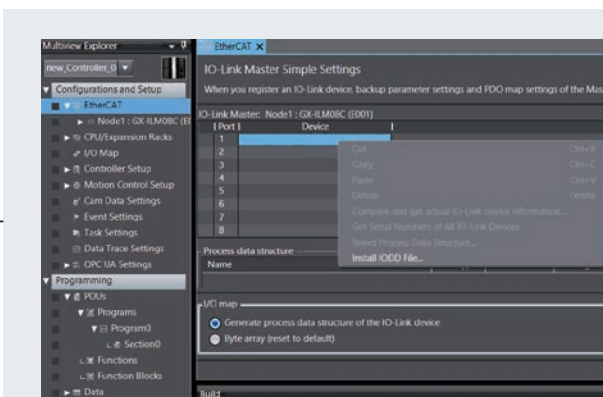 Multiview Explorer
EtherCAT
new_Controller_0
IO-Link Master Simple Settings
Configurations and Setup
When you register an IO-Link device, backup parameter settings and PDO map settings of the Mas
EtherCAT
Node1 : GX-ILM08C (E0
IO-Link Master: Node1 : GX-ILM08C (E001)
CPU/Expansion Racks
Port
Device
I/O Map
1
2
3
4
5
6
7
8
Controller Setup
Motion Control Setup
Cam Data Settings
Event Settings
Task Settings
Data Trace Settings
OPC UA Settings
Cut Ctrl+X
Copy Ctrl+C
Paste Ctrl+V
Delete Delete
Compare and get actual IO-Link device information...
Get Serial Numbers of All IO-Link Devices
Select Process Data Structure...
Install IODD File...
Process data structure
Name
Programming
POUs
Programs
Program0
Section0
Functions
Function Blocks
Data
I/O map
Generate process data structure of the IO-Link device
Byte array (reset to default)
Build